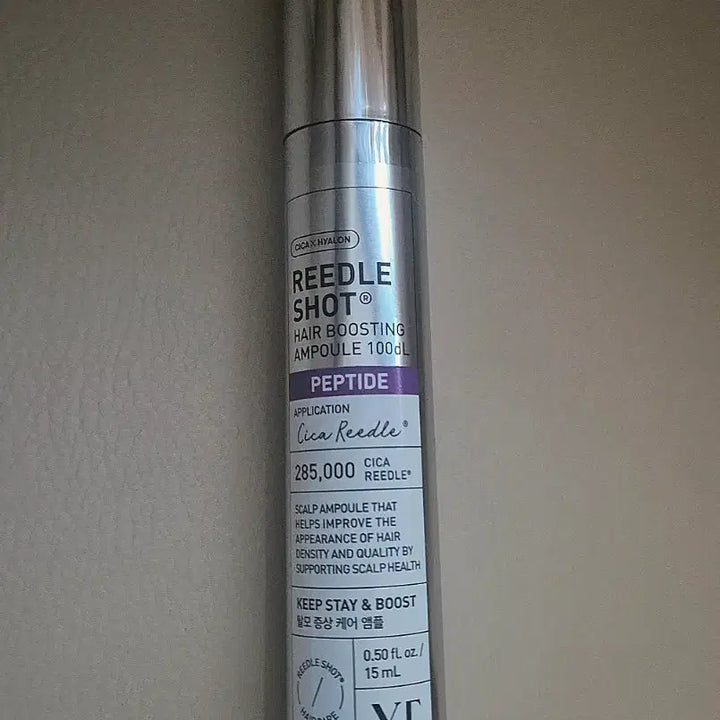 CICA X HYALON
REEDLE
SHOT®
HAIR BOOSTING
AMPOULE 100dL
PEPTIDE
APPLICATION
Cica Reedle®
285,000 CICA
REEDLE®
SCALP AMPOULE THAT
HELPS IMPROVE THE
APPEARANCE OF HAIR
DENSITY AND QUALITY BY
SUPPORTING SCALP HEALTH
KEEP STAY & BOOST
탈모 증상 케어 앰플
REEDLE SHOT®
HAIRCARE
0.50 fl. oz. /
15 mL
VT